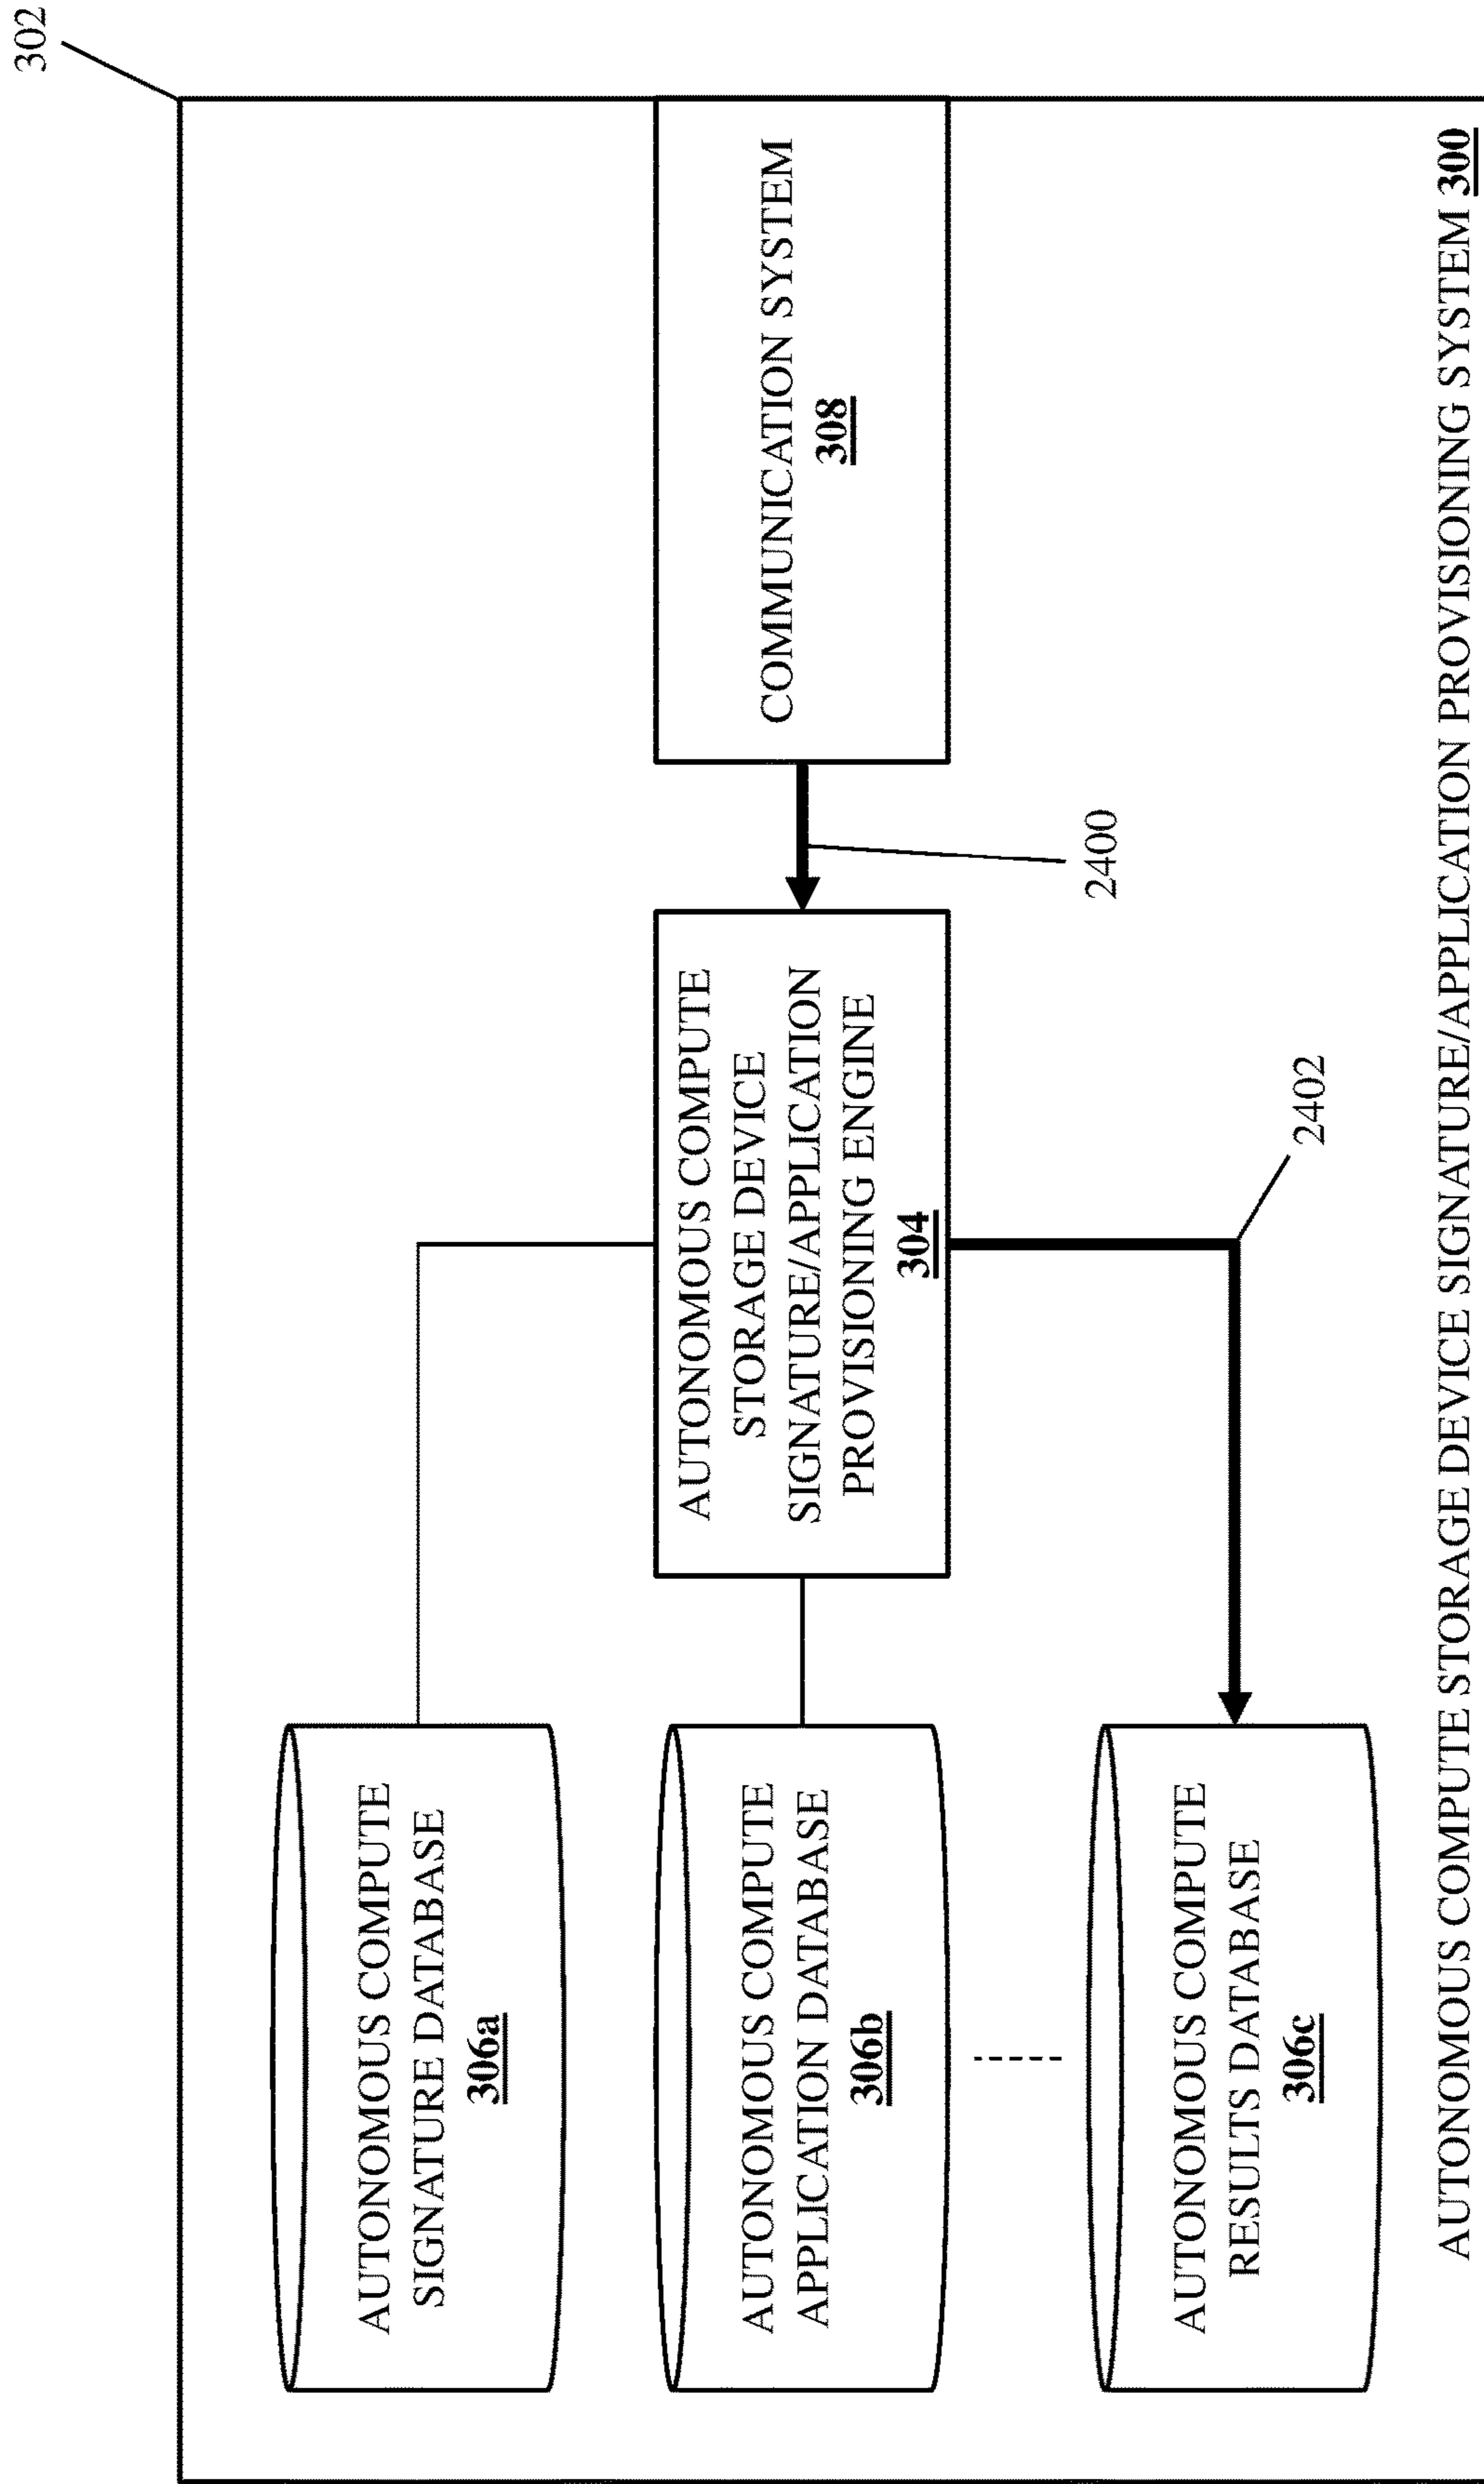 302
AUTONOMOUS COMPUTE
SIGNATURE DATABASE
306a
AUTONOMOUS COMPUTE
APPLICATION DATABASE
306b
AUTONOMOUS COMPUTE
RESULTS DATABASE
306c
AUTONOMOUS COMPUTE
STORAGE DEVICE
SIGNATURE/APPLICATION
PROVISIONING ENGINE
304
COMMUNICATION SYSTEM
308
2400
2402
AUTONOMOUS COMPUTE STORAGE DEVICE SIGNATURE/APPLICATION PROVISIONING SYSTEM 300